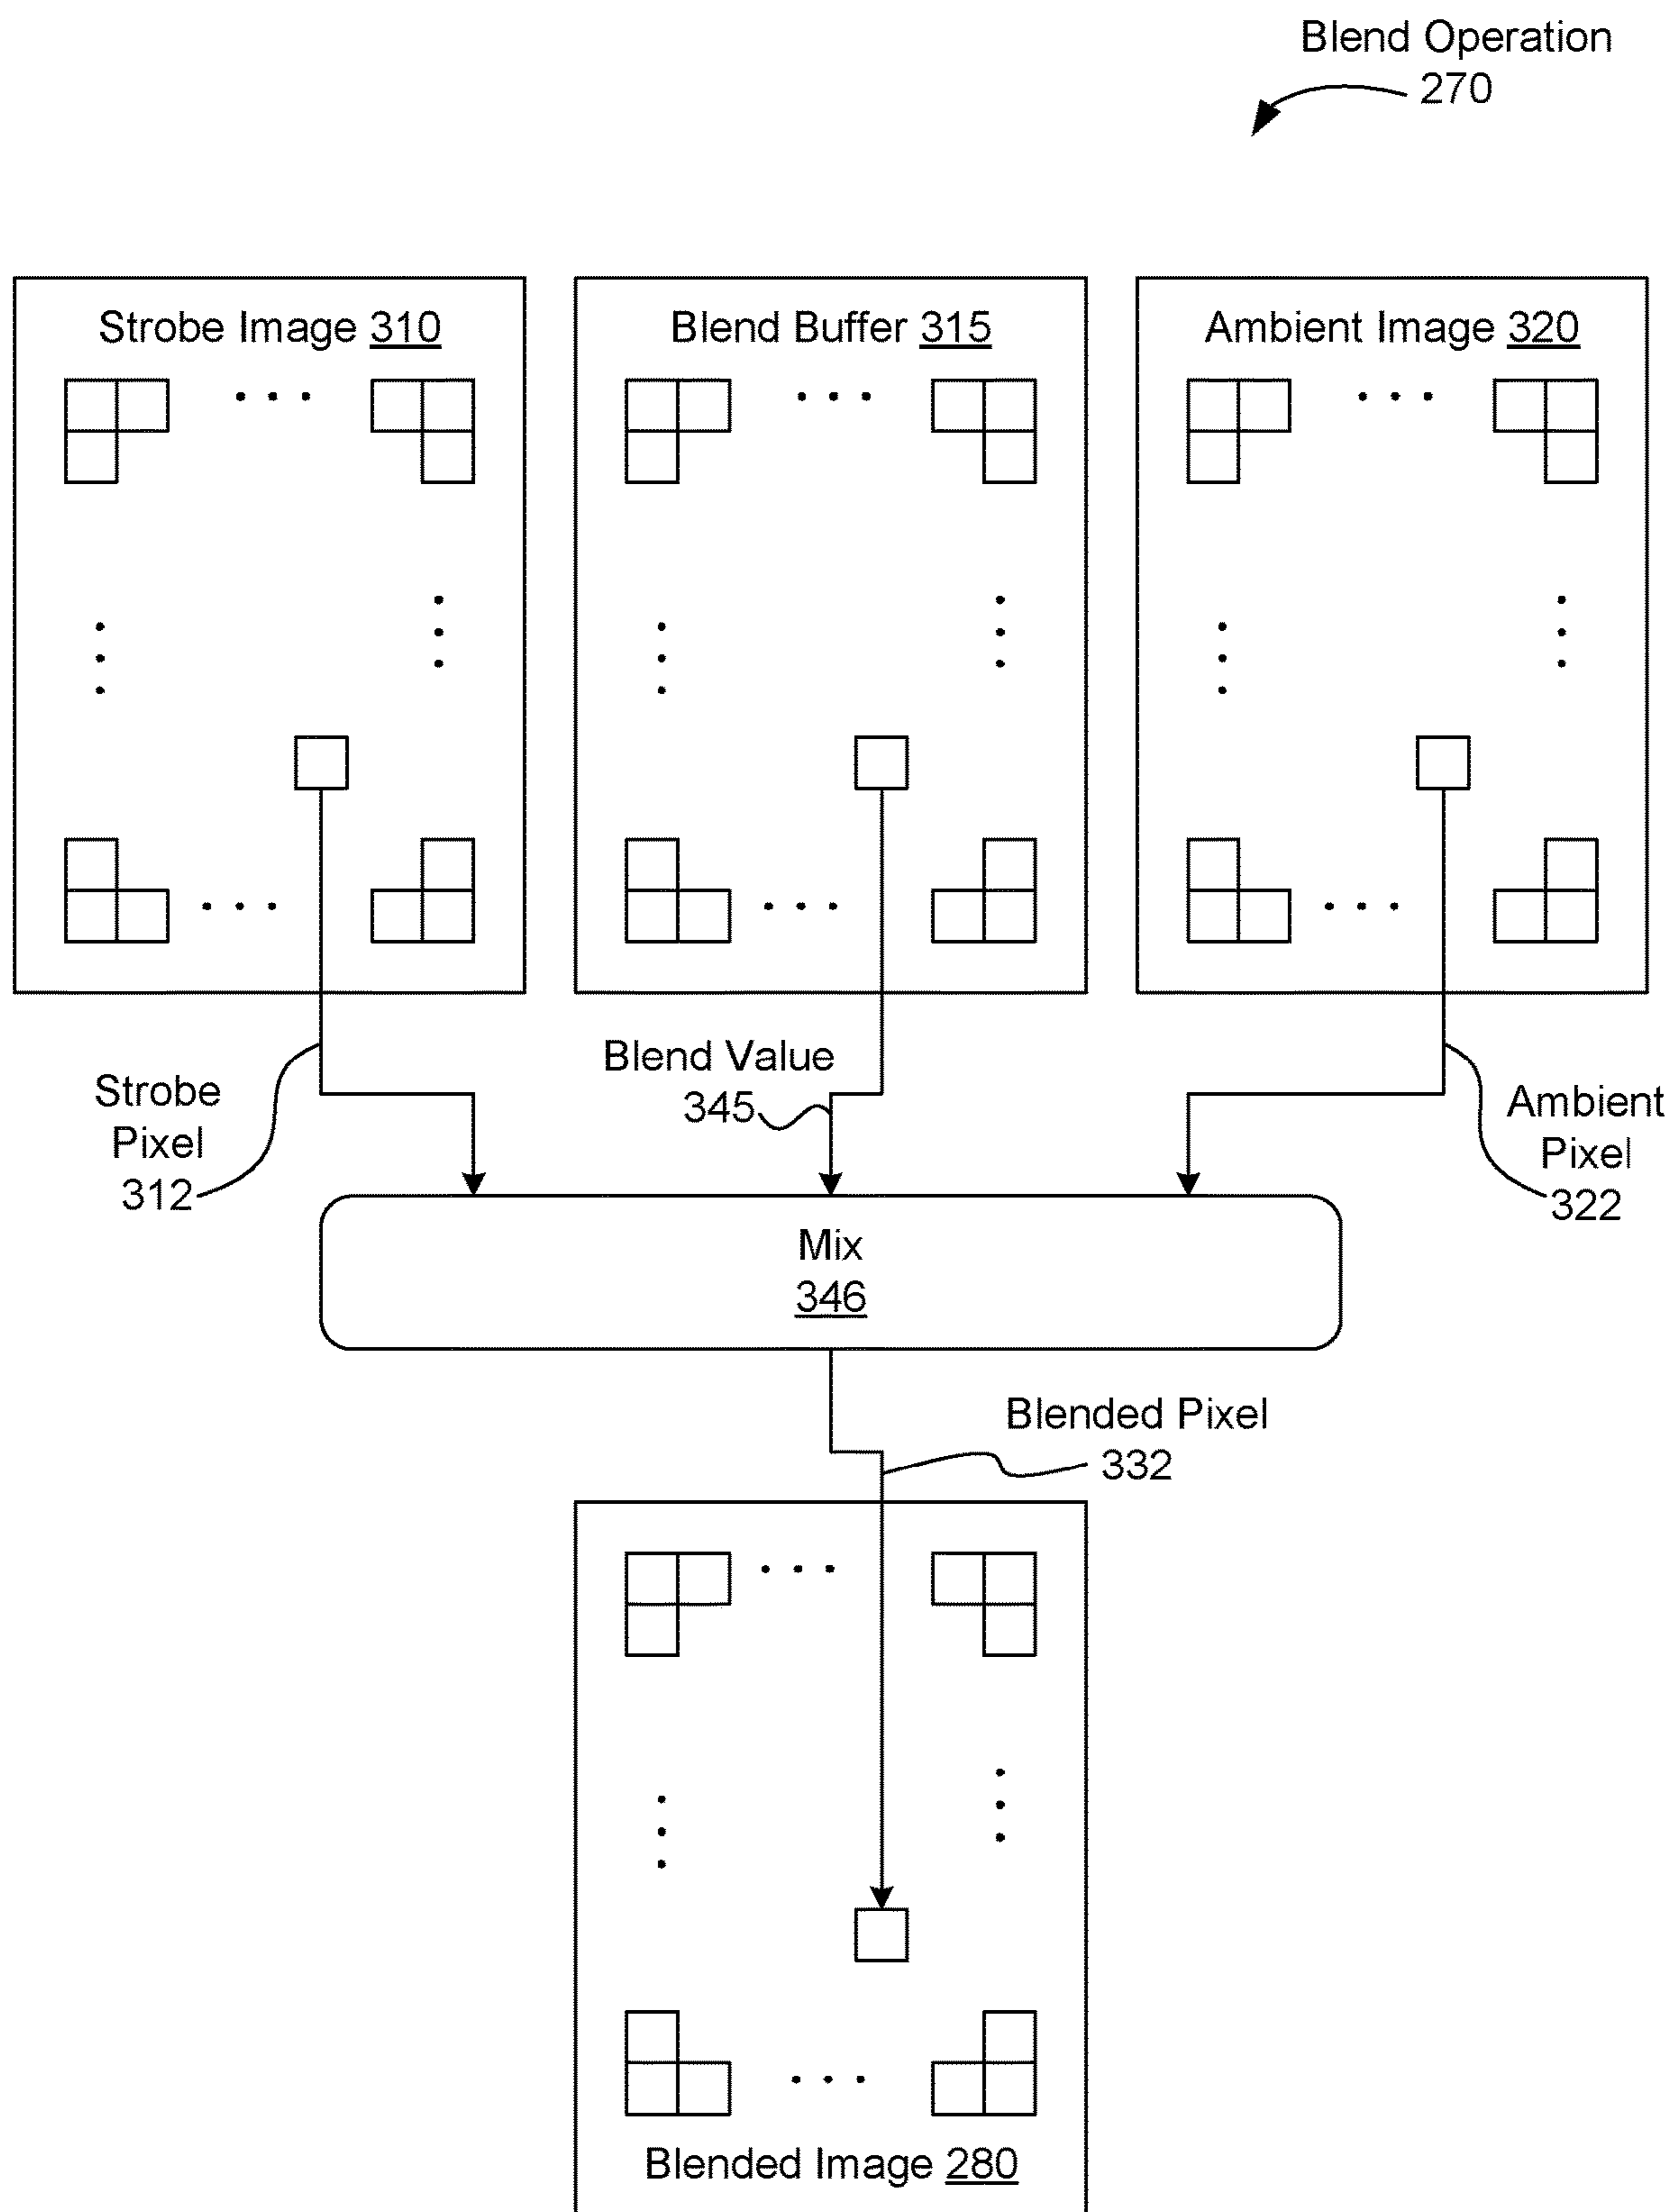 Blend Operation
270
Strobe Image 310
Blend Buffer 315
Ambient Image 320
Strobe
Pixel
312
Blend Value
345
Ambient
Pixel
322
Mix
346
Blended Pixel
332
Blended Image 280